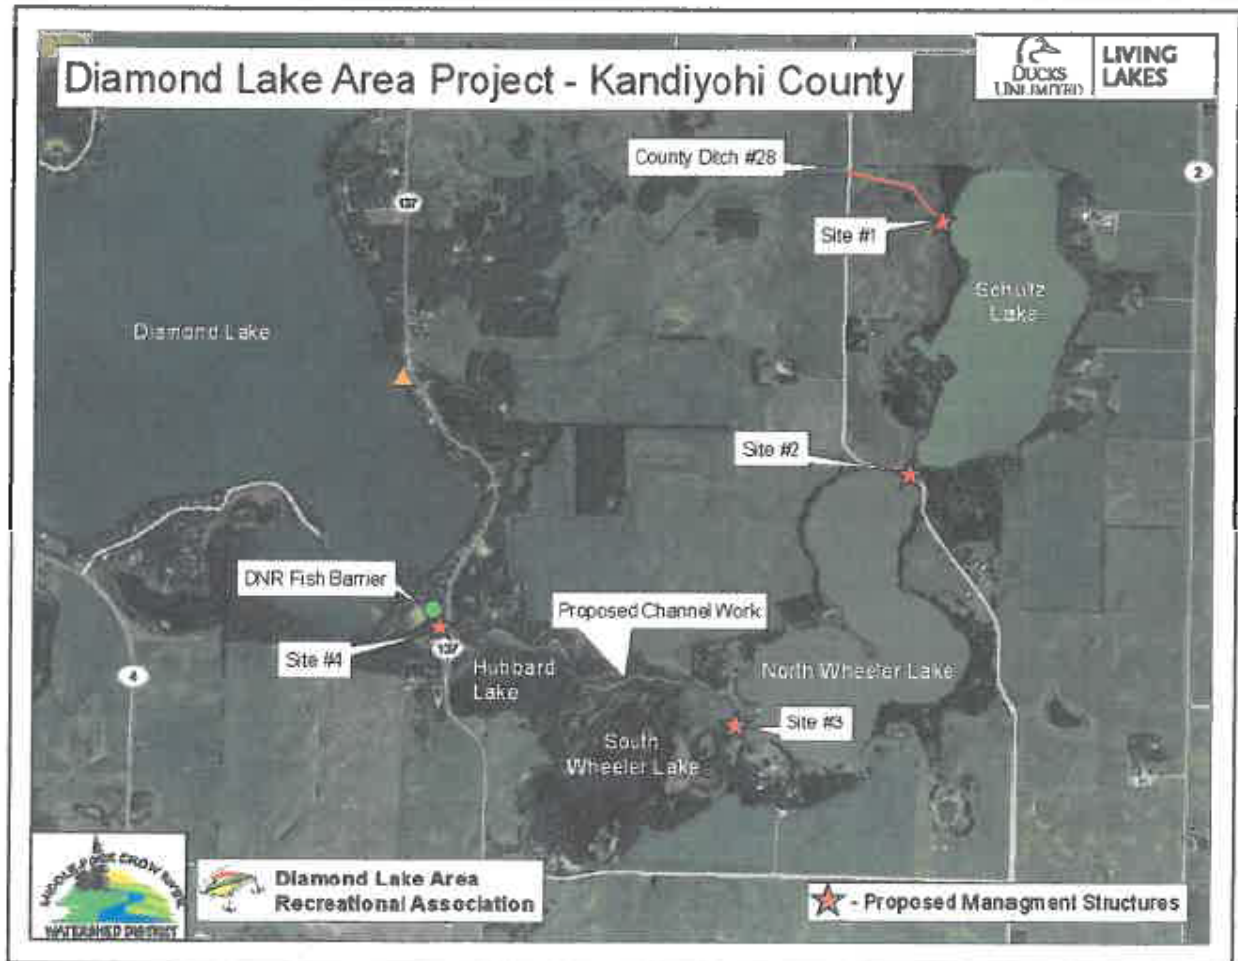 Diamond Lake Area Project - Kandiyohi County
DUCKS
UNLIMITED
LIVING
LAKES
County Ditch #28
2
137
Site #1
Schultz
Lake
Diamond Lake
Site #2
DNR Fish Barrier
Proposed Channel Work
Site #4
137
Hubbard
Lake
North Wheeler Lake
4
Site #3
South
Wheeler Lake
MIDDLE FORK CROW RIVER
WATERSHED DISTRICT
Diamond Lake Area
Recreational Association
- Proposed Managment Structures